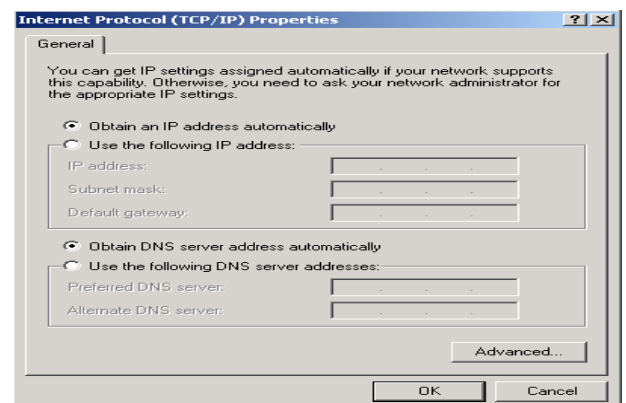 Internet Protocol (TCP/IP) Properties
General
You can get IP settings assigned automatically if your network supports
this capability. Otherwise, you need to ask your network administrator for
the appropriate IP settings.
Obtain an IP address automatically
Use the following IP address:
IP address:
Subnet mask:
Default gateway:
Obtain DNS server address automatically
Use the following DNS server addresses:
Preferred DNS server:
Alternate DNS server:
Advanced...
OK Cancel